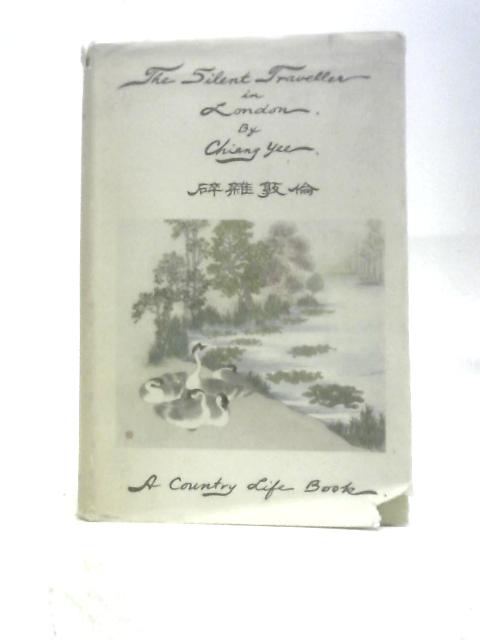 The Silent Traveller
in
London.
By
Chiang Yee.
碎雜敦倫
A Country Life Book